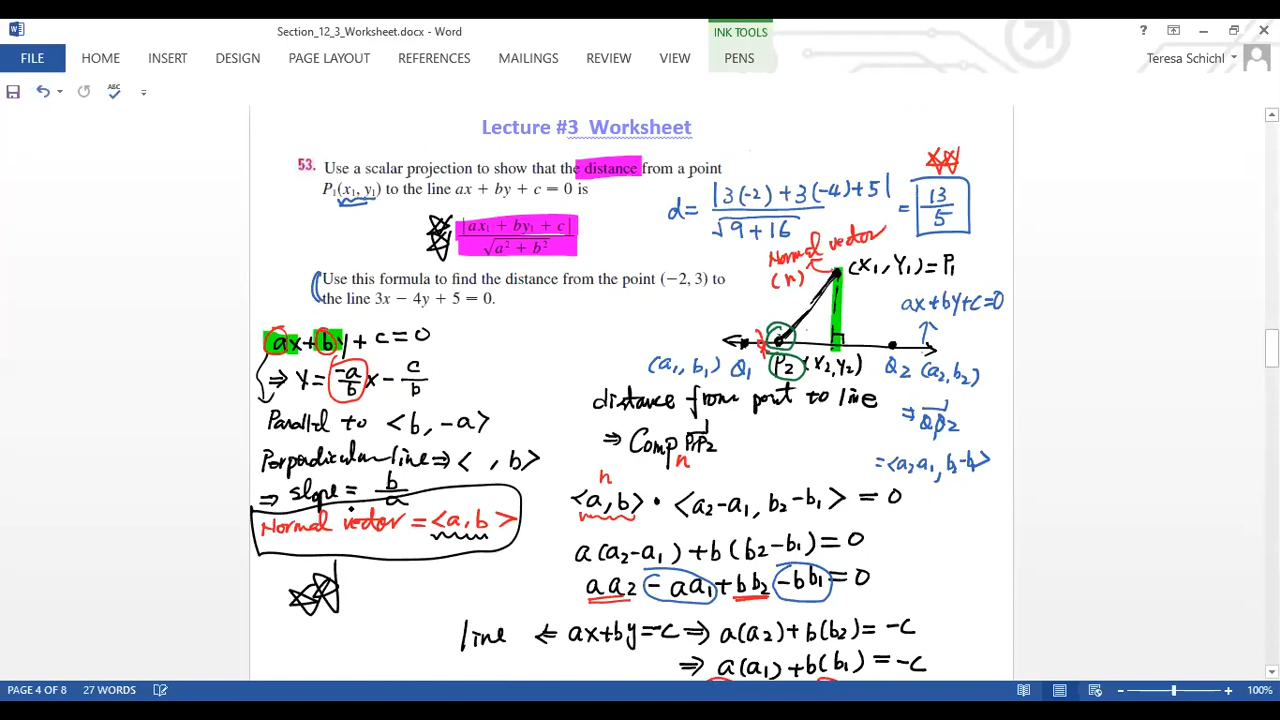 Section_12_3_Worksheet.docx - Word
INK TOOLS
FILE HOME INSERT DESIGN PAGE LAYOUT REFERENCES MAILINGS REVIEW VIEW PENS
Teresa Schichl
Lecture #3 Worksheet
53. Use a scalar projection to show that the distance from a point
P₁(x₁, y₁) to the line ax + by + c = 0 is
|ax₁ + by₁ + c|
√a² + b²
Use this formula to find the distance from the point (−2, 3) to
the line 3x − 4y + 5 = 0.
d = |3(-2) + 3(-4) + 5| / √9 + 16 = 13/5
Normal vector
(n)
(x₁, y₁) = P₁
ax + by + c = 0
(a₁, b₁) Q₁ P₂ (x₂, y₂) Q₂ (a₂, b₂)
ax + by + c = 0
⇒ y = -a/b x - c/b
Parallel to <b, -a>
Perpendicular line ⇒ < , b>
⇒ slope = b/a
Normal vector = <a, b>
distance from point to line
⇒ Comp n P₁P₂
⇒ QP₂
= <a₂ a₁, b₂-b₁>
n
<a, b> · <a₂-a₁, b₂-b₁> = 0
a(a₂-a₁) + b(b₂-b₁) = 0
aa₂ - aa₁ + bb₂ - bb₁ = 0
line ⇐ ax + by = -c ⇒ a(a₂) + b(b₂) = -c
⇒ a(a₁) + b(b₁) = -c
PAGE 4 OF 8 27 WORDS
100%